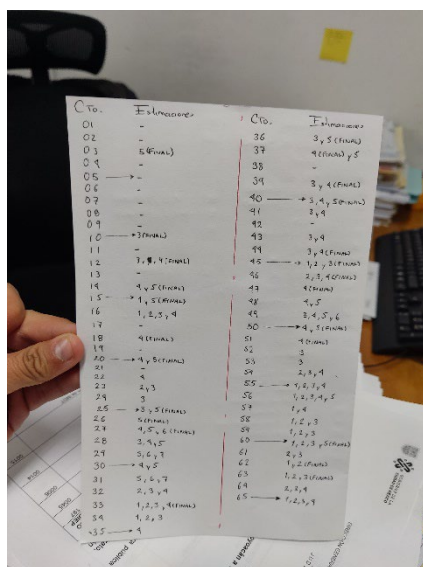 Cto. Estimaciones
01 -
02 -
03 5 (FINAL)
04 -
05 → -
06 -
07 -
08 -
09 -
10 → 3 (FINAL)
11 -
12 3, 4 (FINAL)
13 -
14 4 y 5 (FINAL)
15 → 4, 5 (FINAL)
16 1, 2, 3, 4
17 -
18 4 (FINAL)
19 -
20 → 4 y 5 (FINAL)
21 -
22 4
23 2 y 3
24 3
25 → 3 y 5 (FINAL)
26 5 (FINAL)
27 4, 5, 6 (FINAL)
28 3, 4, 5
29 5, 6, 7
30 → 4 y 5
31 5, 6, 7
32 2, 3, 4
33 1, 2, 3, 4 (FINAL)
34 1, 2, 3
35 → 4
Cto. Estimaciones
36 3 y 5 (FINAL)
37 4 (FINAL) y 5
38 -
39 3 y 4 (FINAL)
40 → 3, 4 y 5 (FINAL)
41 3 y 4
42 -
43 3 y 4
44 3 y 4 (FINAL)
45 → 1, 2, 3 (FINAL)
46 2, 3, 4 (FINAL)
47 4 (FINAL)
48 4 y 5
49 3, 4, 5 y 6
50 → 4, 5 (FINAL)
51 4 (FINAL)
52 3
53 3
54 2, 3 y 4
55 → 1, 2, 3, 4
56 1, 2, 3, 4, 5
57 1 y 4
58 1, 2 y 3
59 1, 2 y 3
60 → 1, 2, 3, 5 (FINAL)
61 2 y 3
62 1, 2 (FINAL)
63 1, 2, 3 (FINAL)
64 2, 3, 4
65 → 1, 2, 3, 4